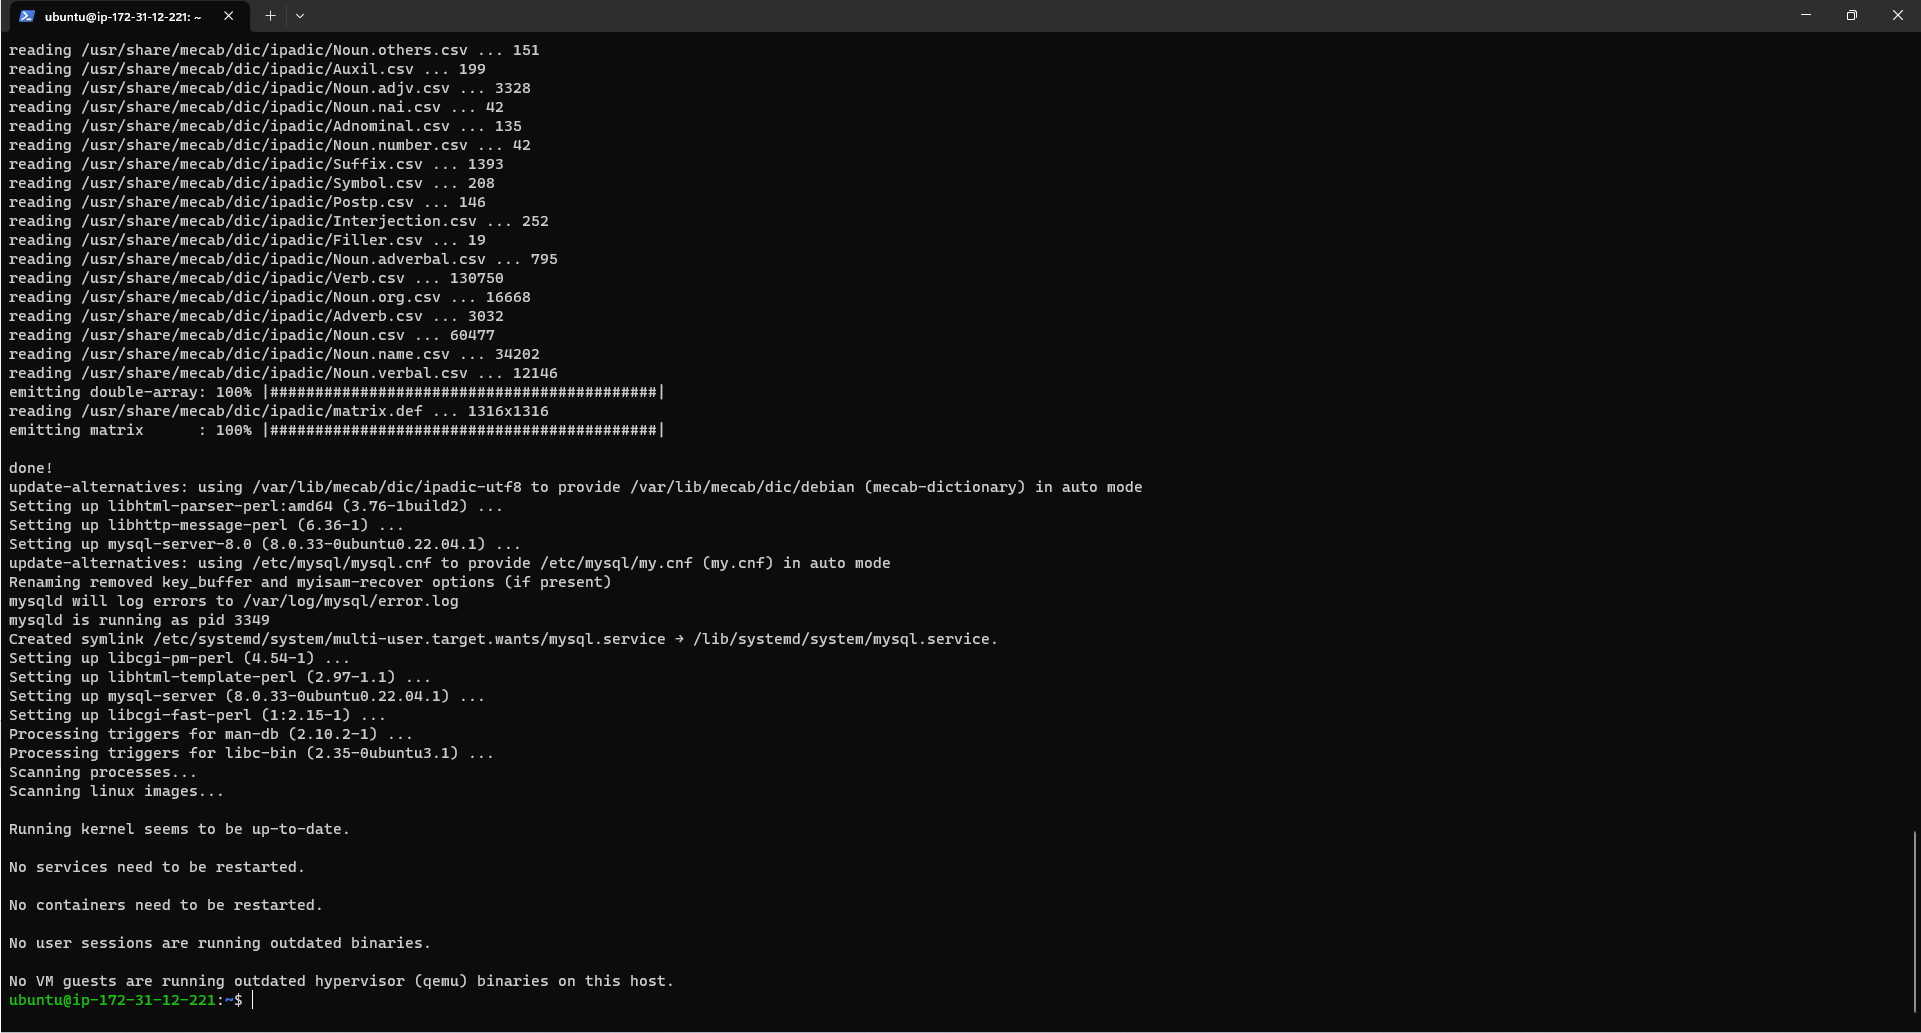 ubuntu@ip-172-31-12-221: ~
reading /usr/share/mecab/dic/ipadic/Noun.others.csv ... 151
reading /usr/share/mecab/dic/ipadic/Auxil.csv ... 199
reading /usr/share/mecab/dic/ipadic/Noun.adjv.csv ... 3328
reading /usr/share/mecab/dic/ipadic/Noun.nai.csv ... 42
reading /usr/share/mecab/dic/ipadic/Adnominal.csv ... 135
reading /usr/share/mecab/dic/ipadic/Noun.number.csv ... 42
reading /usr/share/mecab/dic/ipadic/Suffix.csv ... 1393
reading /usr/share/mecab/dic/ipadic/Symbol.csv ... 208
reading /usr/share/mecab/dic/ipadic/Postp.csv ... 146
reading /usr/share/mecab/dic/ipadic/Interjection.csv ... 252
reading /usr/share/mecab/dic/ipadic/Filler.csv ... 19
reading /usr/share/mecab/dic/ipadic/Noun.adverbal.csv ... 795
reading /usr/share/mecab/dic/ipadic/Verb.csv ... 130750
reading /usr/share/mecab/dic/ipadic/Noun.org.csv ... 16668
reading /usr/share/mecab/dic/ipadic/Adverb.csv ... 3032
reading /usr/share/mecab/dic/ipadic/Noun.csv ... 60477
reading /usr/share/mecab/dic/ipadic/Noun.name.csv ... 34202
reading /usr/share/mecab/dic/ipadic/Noun.verbal.csv ... 12146
emitting double-array: 100% |###########################################|
reading /usr/share/mecab/dic/ipadic/matrix.def ... 1316x1316
emitting matrix      : 100% |###########################################|
done!
update-alternatives: using /var/lib/mecab/dic/ipadic-utf8 to provide /var/lib/mecab/dic/debian (mecab-dictionary) in auto mode
Setting up libhtml-parser-perl:amd64 (3.76-1build2) ...
Setting up libhttp-message-perl (6.36-1) ...
Setting up mysql-server-8.0 (8.0.33-0ubuntu0.22.04.1) ...
update-alternatives: using /etc/mysql/mysql.cnf to provide /etc/mysql/my.cnf (my.cnf) in auto mode
Renaming removed key_buffer and myisam-recover options (if present)
mysqld will log errors to /var/log/mysql/error.log
mysqld is running as pid 3349
Created symlink /etc/systemd/system/multi-user.target.wants/mysql.service → /lib/systemd/system/mysql.service.
Setting up libcgi-pm-perl (4.54-1) ...
Setting up libhtml-template-perl (2.97-1.1) ...
Setting up mysql-server (8.0.33-0ubuntu0.22.04.1) ...
Setting up libcgi-fast-perl (1:2.15-1) ...
Processing triggers for man-db (2.10.2-1) ...
Processing triggers for libc-bin (2.35-0ubuntu3.1) ...
Scanning processes...
Scanning linux images...
Running kernel seems to be up-to-date.
No services need to be restarted.
No containers need to be restarted.
No user sessions are running outdated binaries.
No VM guests are running outdated hypervisor (qemu) binaries on this host.
ubuntu@ip-172-31-12-221:~$